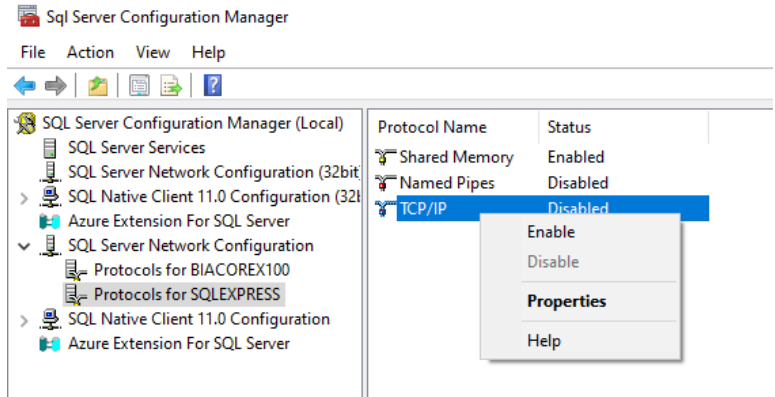 Sql Server Configuration Manager
File Action View Help
SQL Server Configuration Manager (Local)
SQL Server Services
SQL Server Network Configuration (32bit
SQL Native Client 11.0 Configuration (32b
Azure Extension For SQL Server
SQL Server Network Configuration
Protocols for BIACOREX100
Protocols for SQLEXPRESS
SQL Native Client 11.0 Configuration
Azure Extension For SQL Server
Protocol Name Status
Shared Memory Enabled
Named Pipes Disabled
TCP/IP Disabled
Enable
Disable
Properties
Help